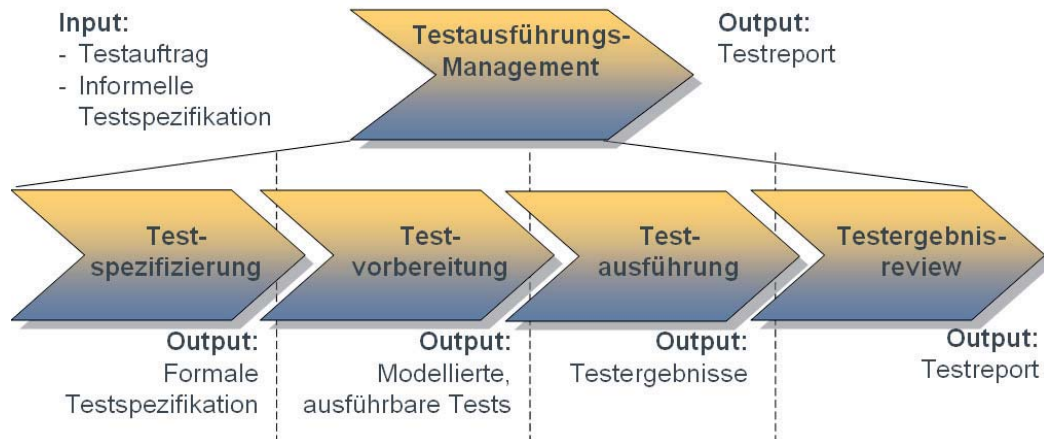 Input:
- Testauftrag
- Informelle
Testspezifikation
Testausführungs-
Management
Output:
Testreport
Test-
spezifizierung
Test-
vorbereitung
Test-
ausführung
Testergebnis-
review
Output:
Formale
Testspezifikation
Output:
Modellierte,
ausführbare Tests
Output:
Testergebnisse
Output:
Testreport